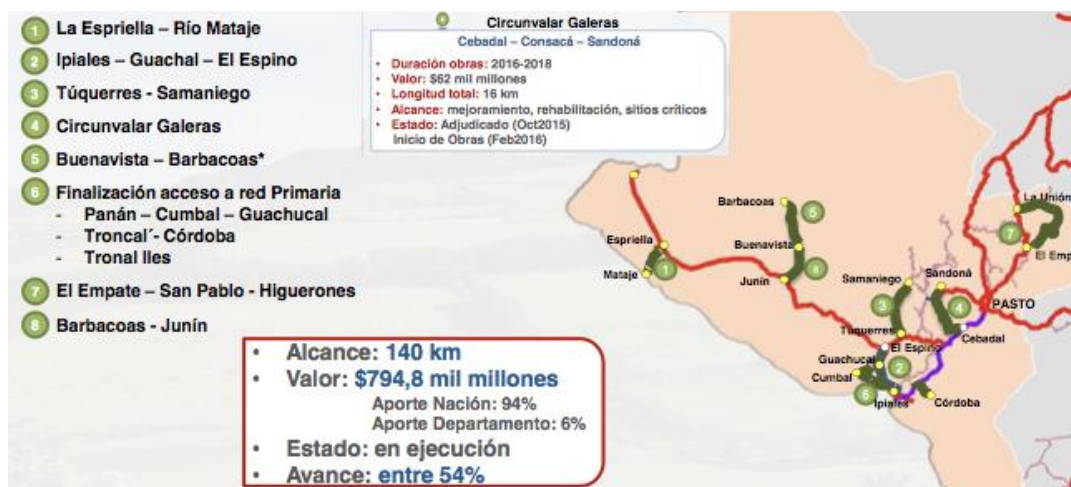 1 La Espriella – Río Mataje
2 Ipiales – Guachal – El Espino
3 Túquerres - Samaniego
4 Circunvalar Galeras
5 Buenavista – Barbacoas*
6 Finalización acceso a red Primaria
- Panán – Cumbal – Guachucal
- Troncal´- Córdoba
- Tronal Iles
7 El Empate – San Pablo - Higuerones
8 Barbacoas - Junín
4 Circunvalar Galeras
Cebadal – Consacá – Sandoná
• Duración obras: 2016-2018
• Valor: $62 mil millones
• Longitud total: 16 km
• Alcance: mejoramiento, rehabilitación, sitios críticos
• Estado: Adjudicado (Oct2015)
Inicio de Obras (Feb2016)
• Alcance: 140 km
• Valor: $794,8 mil millones
Aporte Nación: 94%
Aporte Departamento: 6%
• Estado: en ejecución
• Avance: entre 54%
La Unión
7
El Emp
Barbacoas
5
Espriella
Buenavista
Mataje
1
Junín
8
Samaniego
Sandoná
3
4
PASTO
Túquerres
Cebadal
El Espino
Guachucal
2
Cumbal
6
Ipiales
Córdoba